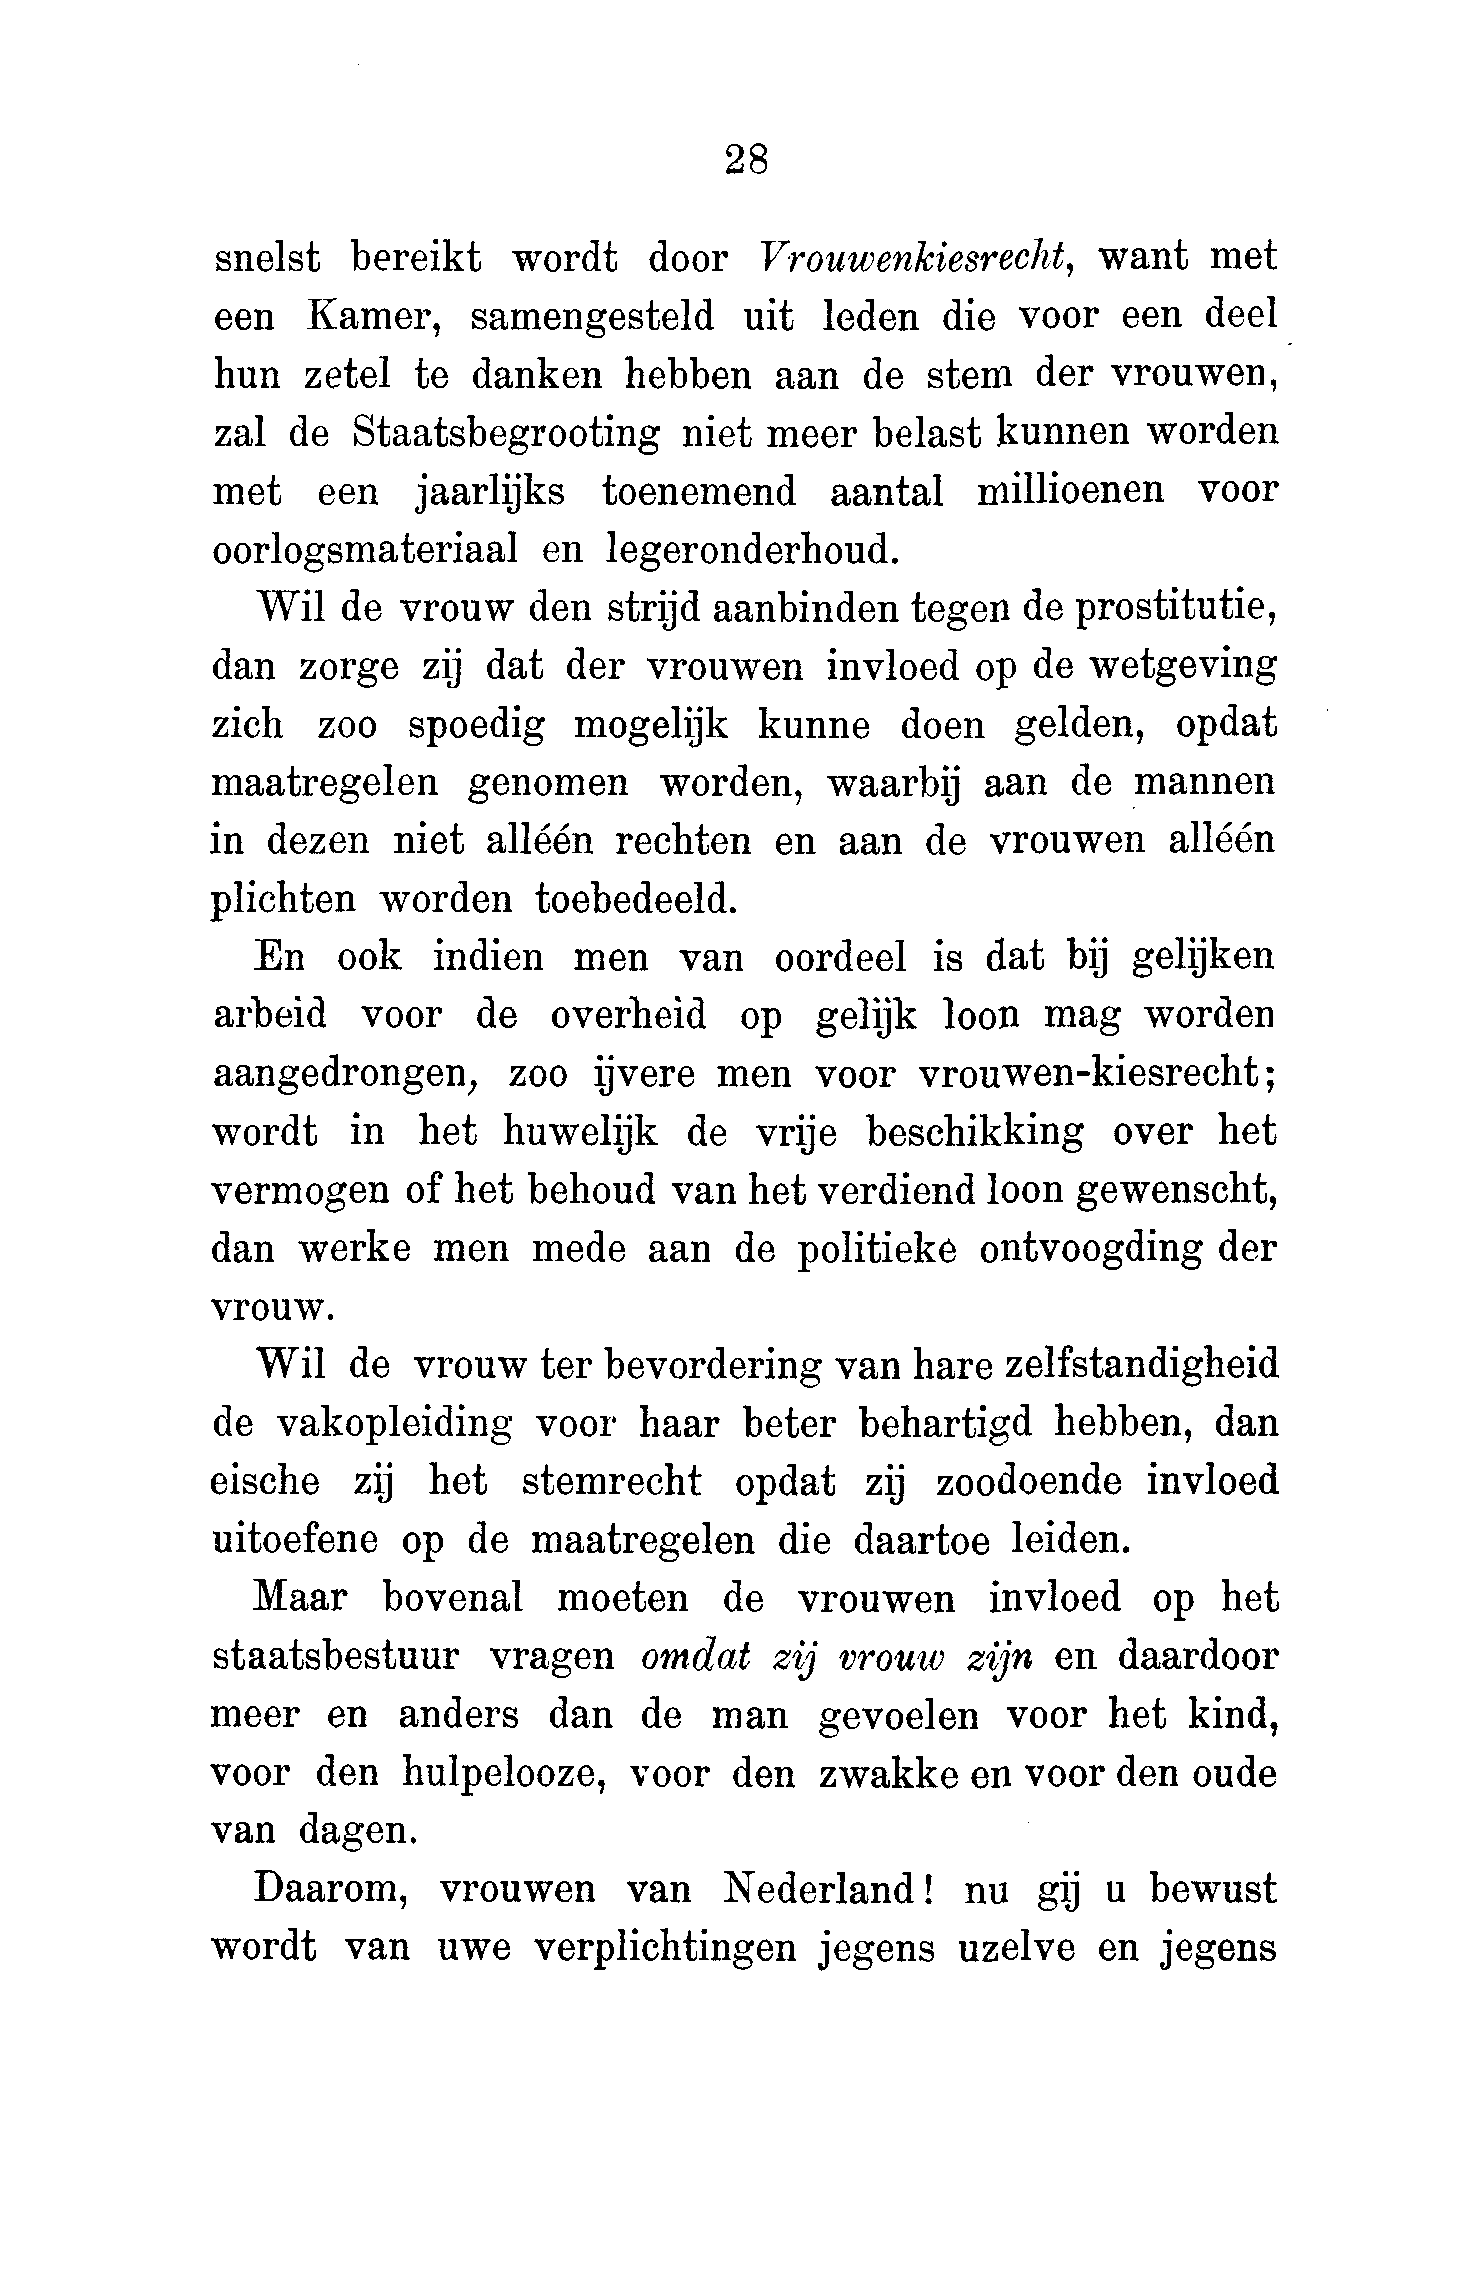 28
snelst bereikt wordt door Vrouwenkiesrecht, want met
een Kamer, samengesteld uit leden die voor een deel
hun zetel te danken hebben aan de stem der vrouwen,
zal de Staatsbegrooting niet meer belast kunnen worden
met een jaarlijks toenemend aantal millioenen voor
oorlogsmateriaal en legeronderhoud.
Wil de vrouw den strijd aanbinden tegen de prostitutie,
dan zorge zij dat der vrouwen invloed op de wetgeving
zich zoo spoedig mogelijk kunne doen gelden, opdat
maatregelen genomen worden, waarbij aan de mannen
in dezen niet alléén rechten en aan de vrouwen alléén
plichten worden toebedeeld.
En ook indien men van oordeel is dat bij gelijken
arbeid voor de overheid op gelijk loon mag worden
aangedrongen, zoo ijvere men voor vrouwen-kiesrecht;
wordt in het huwelijk de vrije beschikking over het
vermogen of het behoud van het verdiend loon gewenscht,
dan werke men mede aan de politieke ontvoogding der
vrouw.
Wil de vrouw ter bevordering van hare zelfstandigheid
de vakopleiding voor haar beter behartigd hebben, dan
eische zij het stemrecht opdat zij zoodoende invloed
uitoefene op de maatregelen die daartoe leiden.
Maar bovenal moeten de vrouwen invloed op het
staatsbestuur vragen omdat zij vrouw zijn en daardoor
meer en anders dan de man gevoelen voor het kind,
voor den hulpelooze, voor den zwakke en voor den oude
van dagen.
Daarom, vrouwen van Nederland! nu gij u bewust
wordt van uwe verplichtingen jegens uzelve en jegens